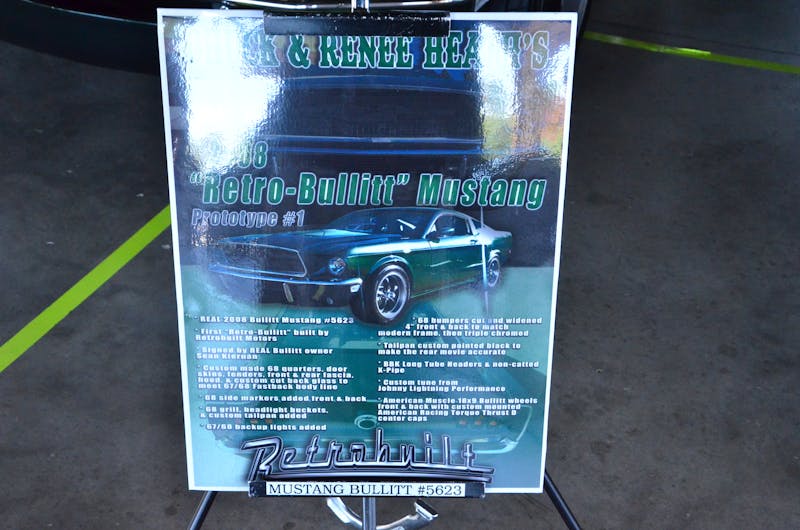 & RENEE HEATH'S
"Retro-Bullitt" Mustang
Prototype #1
* REAL 2008 Bullitt Mustang #5623
* First "Retro-Bullitt" built by
Retrobuilt Motors
* Signed by REAL Bullitt owner
Sean Kiernan
* Custom made 68 quarters, door
skins, fenders, front & rear fascia,
hood, & custom cut back glass to
meet 67/68 Fastback body line
* 68 side markers added front & back
* 68 grill, headlight buckets,
& custom tailpan added
* 67/68 backup lights added
* 68 bumpers cut and widened
4" front & back to match
modern frame, then triple chromed
* Tailpan custom painted black to
make the rear movie accurate
* BBK Long Tube Headers & non-catted
X-Pipe
* Custom tune from
Johnny Lightning Performance
* American Muscle 18x9 Bullitt wheels
front & back with custom mounted
American Racing Torque Thrust D
center caps
Retrobuilt
MUSTANG BULLITT #5623